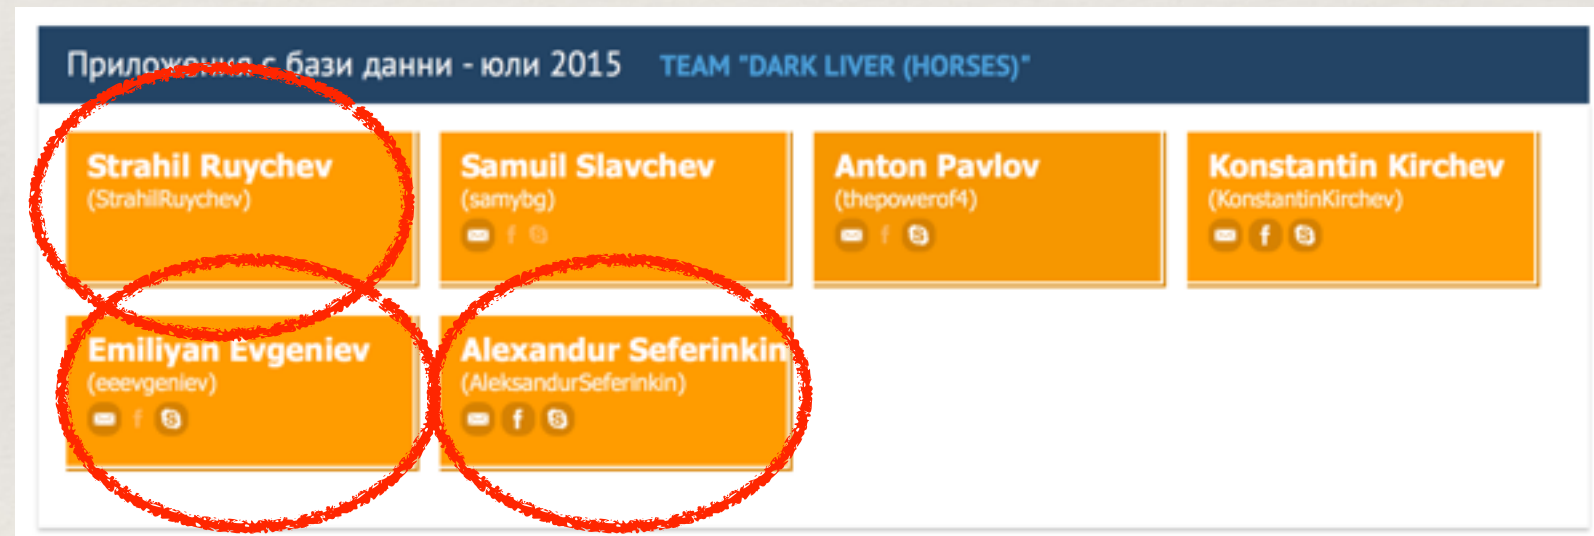 Приложения с бази данни - юли 2015 TEAM "DARK LIVER (HORSES)"
Strahil Ruychev
(StrahilRuychev)
Samuil Slavchev
(samybg)
Anton Pavlov
(thepowerof4)
Konstantin Kirchev
(KonstantinKirchev)
Emiliyan Evgeniev
(eeevgeniev)
Alexandur Seferinkin
(AleksandurSeferinkin)